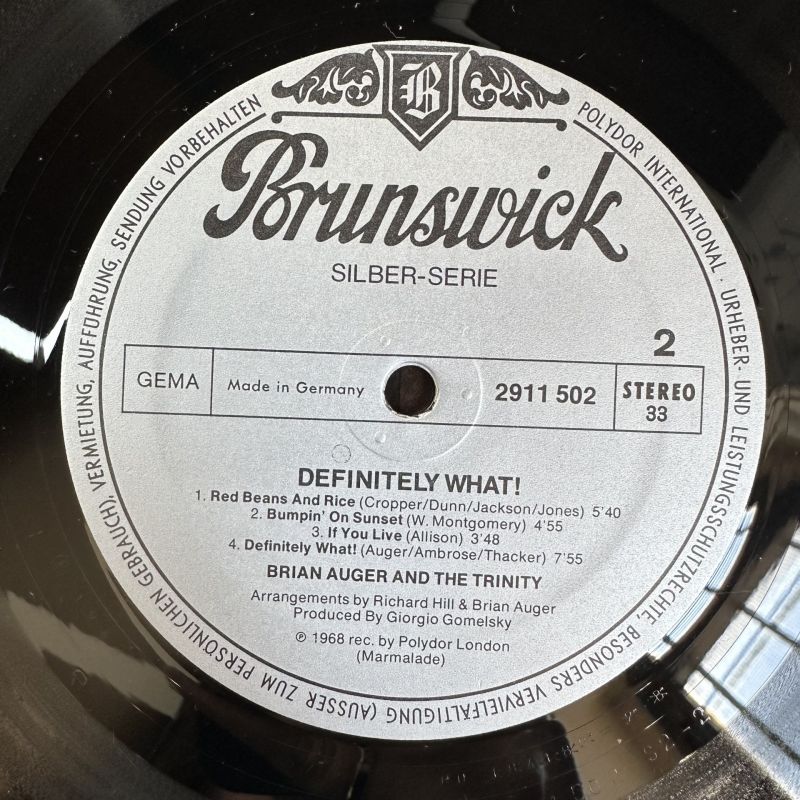 B
Brunswick
SILBER-SERIE
2
GEMA
Made in Germany
2911 502
STEREO
33
DEFINITELY WHAT!
1. Red Beans And Rice (Cropper/Dunn/Jackson/Jones) 5'40
2. Bumpin' On Sunset (W. Montgomery) 4'55
3. If You Live (Allison) 3'48
4. Definitely What! (Auger/Ambrose/Thacker) 7'55
BRIAN AUGER AND THE TRINITY
Arrangements by Richard Hill & Brian Auger
Produced By Giorgio Gomelsky
℗ 1968 rec. by Polydor London
(Marmalade)
POLYDOR INTERNATIONAL · URHEBER- UND LEISTUNGSSCHUTZRECHTE, BESONDERS VERVIELFÄLTIGUNG (AUSSER ZUM PERSÖNLICHEN GEBRAUCH), VERMIETUNG, AUFFÜHRUNG, SENDUNG VORBEHALTEN